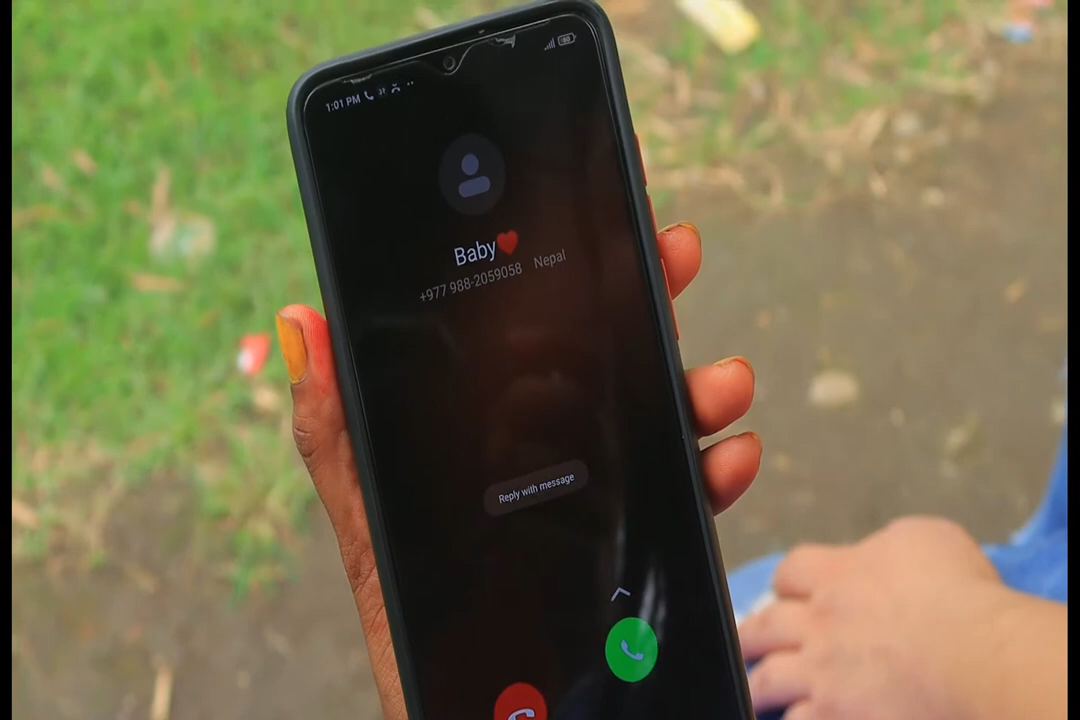 1:01 PM
Baby❤️
+977 988-2059058 Nepal
Reply with message